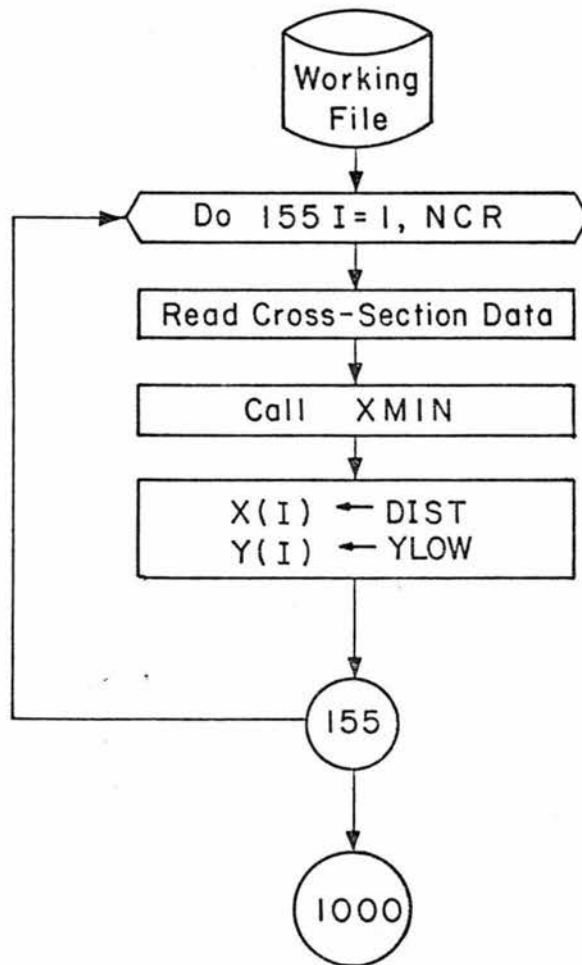 Working
File
Do 155 I = 1, NCR
Read Cross-Section Data
Call XMIN
X(I) ← DIST
Y(I) ← YLOW
155
1000